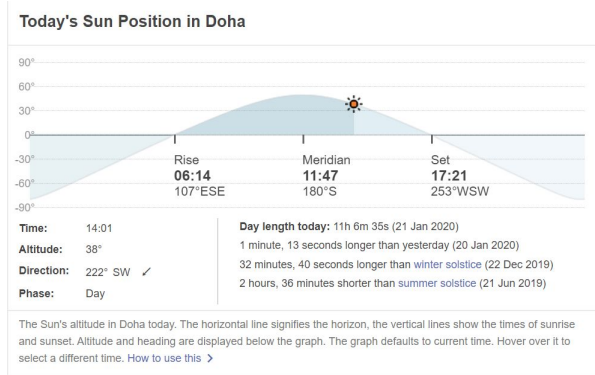 Today's Sun Position in Doha
90°
60°
30°
0°
-30°
-60°
-90°
Rise
06:14
107°ESE
Meridian
11:47
180°S
Set
17:21
253°WSW
Time: 14:01
Altitude: 38°
Direction: 222° SW
Phase: Day
Day length today: 11h 6m 35s (21 Jan 2020)
1 minute, 13 seconds longer than yesterday (20 Jan 2020)
32 minutes, 40 seconds longer than winter solstice (22 Dec 2019)
2 hours, 36 minutes shorter than summer solstice (21 Jun 2019)
The Sun's altitude in Doha today. The horizontal line signifies the horizon, the vertical lines show the times of sunrise
and sunset. Altitude and heading are displayed below the graph. The graph defaults to current time. Hover over it to
select a different time. How to use this